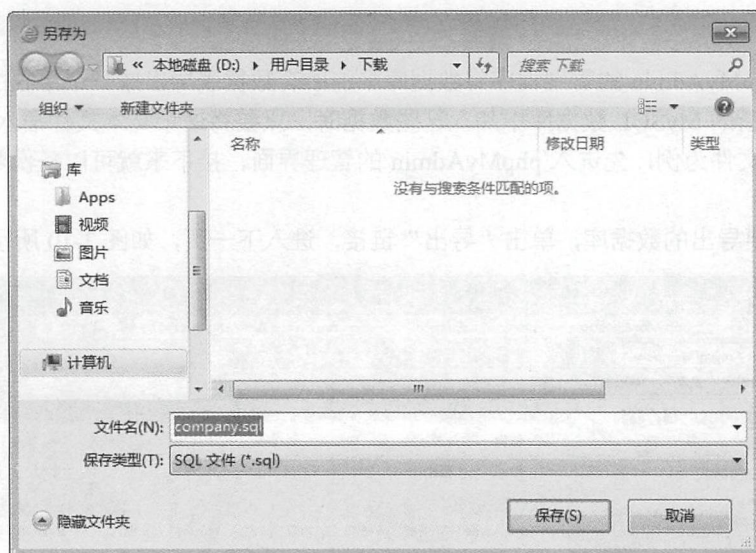 另存为
« 本地磁盘 (D:) 用户目录 下载 搜索 下载
组织 新建文件夹
名称 修改日期 类型
没有与搜索条件匹配的项。
库
Apps
视频
图片
文档
音乐
计算机
文件名(N): company.sql
保存类型(T): SQL 文件 (*.sql)
隐藏文件夹 保存(S) 取消